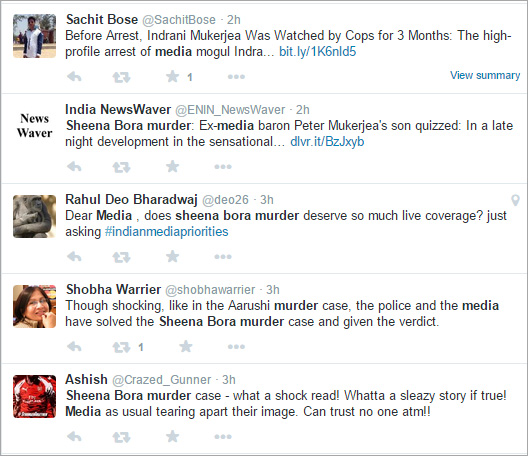 Sachit Bose @SachitBose · 2h
Before Arrest, Indrani Mukerjea Was Watched by Cops for 3 Months: The high-
profile arrest of media mogul Indra... bit.ly/1K6nId5
1
View summary
News
Waver
India NewsWaver @ENIN_NewsWaver · 2h
Sheena Bora murder: Ex-media baron Peter Mukerjea's son quizzed: In a late
night development in the sensational... dlvr.it/BzJxyb
Rahul Deo Bharadwaj @deo26 · 3h
Dear Media , does sheena bora murder deserve so much live coverage? just
asking #indianmediapriorities
Shobha Warrier @shobhawarrier · 3h
Though shocking, like in the Aarushi murder case, the police and the media
have solved the Sheena Bora murder case and given the verdict.
1
Ashish @Crazed_Gunner · 3h
Sheena Bora murder case - what a shock read! Whatta a sleazy story if true!
Media as usual tearing apart their image. Can trust no one atm!!